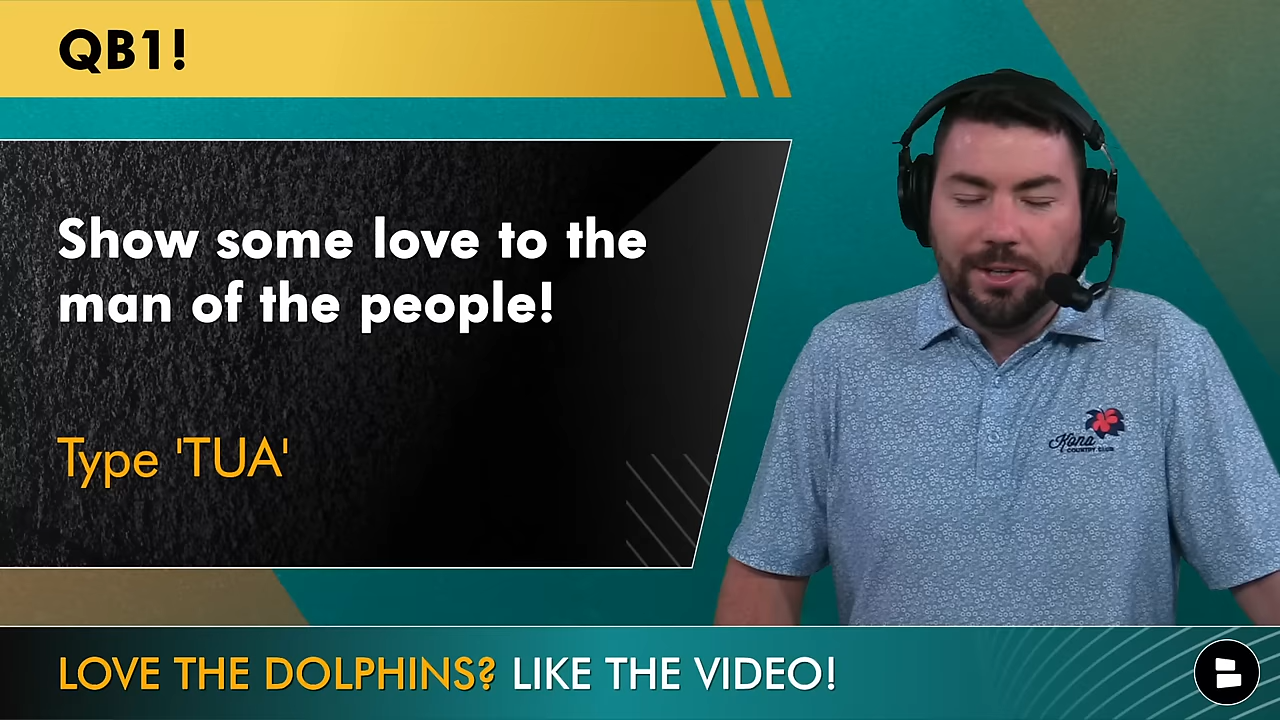 QB1!
Show some love to the
man of the people!
Type 'TUA'
Kona
COUNTRY CLUB
LOVE THE DOLPHINS? LIKE THE VIDEO!